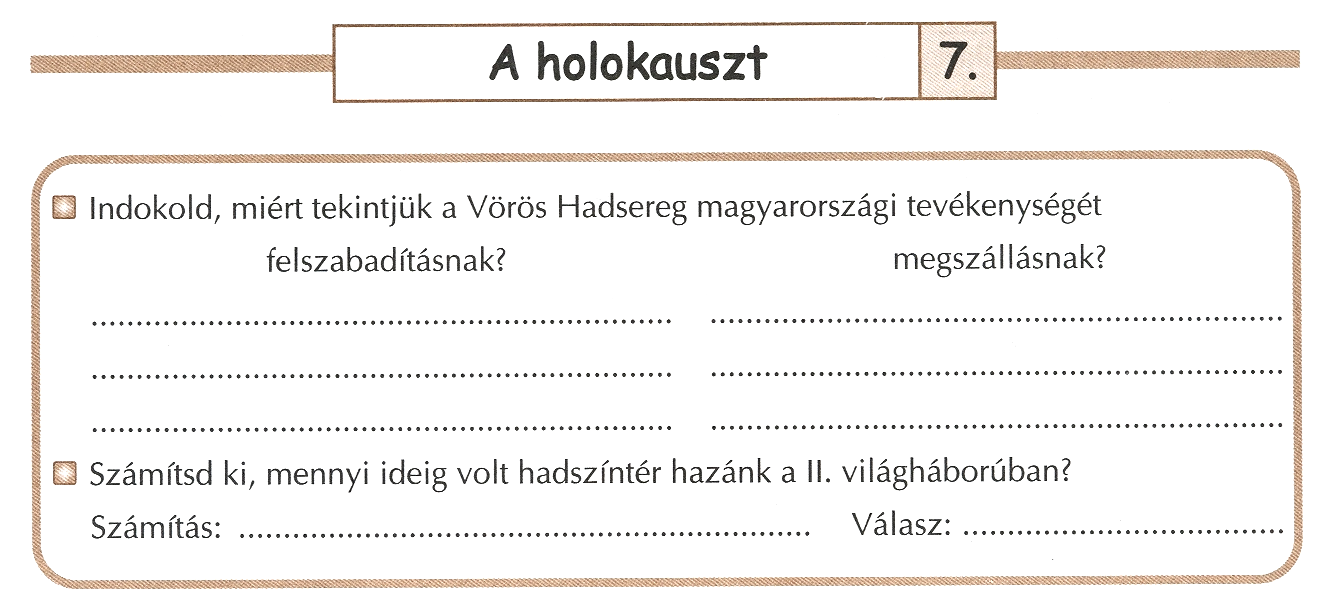 A holokauszt 7.
Indokold, miért tekintjük a Vörös Hadsereg magyarországi tevékenységét
felszabadításnak? megszállásnak?
.................................................................. .................................................................
.................................................................. .................................................................
.................................................................. .................................................................
Számítsd ki, mennyi ideig volt hadszíntér hazánk a II. világháborúban?
Számítás: ................................................................. Válasz: .....................................